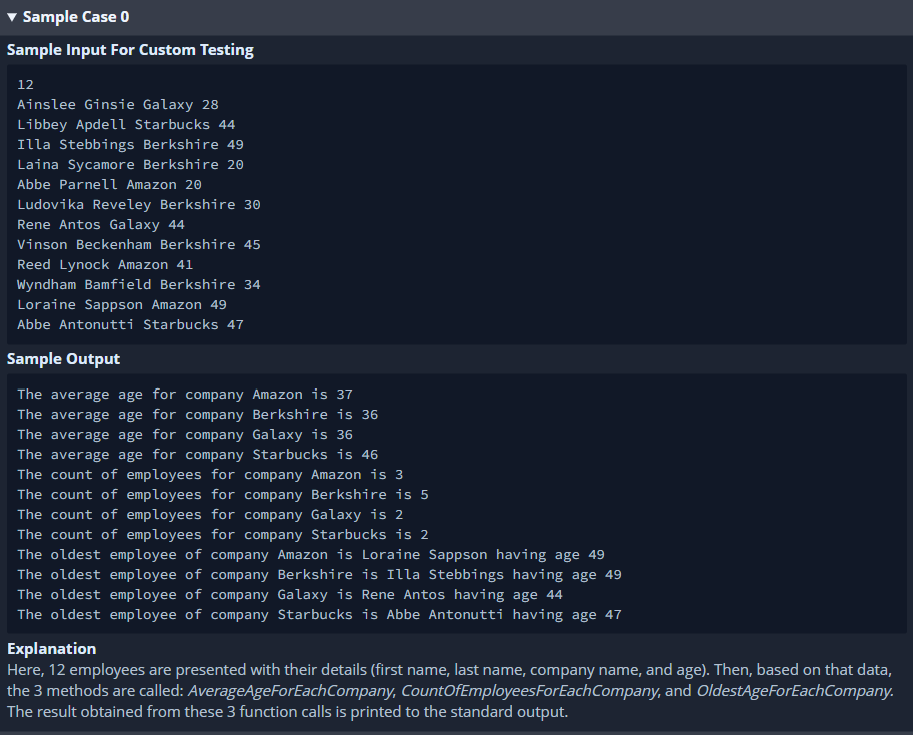 ▼ Sample Case 0
Sample Input For Custom Testing
12
Ainslee Ginsie Galaxy 28
Libbey Apdell Starbucks 44
Illa Stebbings Berkshire 49
Laina Sycamore Berkshire 20
Abbe Parnell Amazon 20
Ludovika Reveley Berkshire 30
Rene Antos Galaxy 44
Vinson Beckenham Berkshire 45
Reed Lynock Amazon 41
Wyndham Bamfield Berkshire 34
Loraine Sappson Amazon 49
Abbe Antonutti Starbucks 47
Sample Output
The average age for company Amazon is 37
The average age for company Berkshire is 36
The average age for company Galaxy is 36
The average age for company Starbucks is 46
The count of employees for company Amazon is 3
The count of employees for company Berkshire is 5
The count of employees for company Galaxy is 2
The count of employees for company Starbucks is 2
The oldest employee of company Amazon is Loraine Sappson having age 49
The oldest employee of company Berkshire is Illa Stebbings having age 49
The oldest employee of company Galaxy is Rene Antos having age 44
The oldest employee of company Starbucks is Abbe Antonutti having age 47
Explanation
Here, 12 employees are presented with their details (first name, last name, company name, and age). Then, based on that data,
the 3 methods are called: AverageAgeForEachCompany, CountOfEmployeesForEachCompany, and OldestAgeForEachCompany.
The result obtained from these 3 function calls is printed to the standard output.